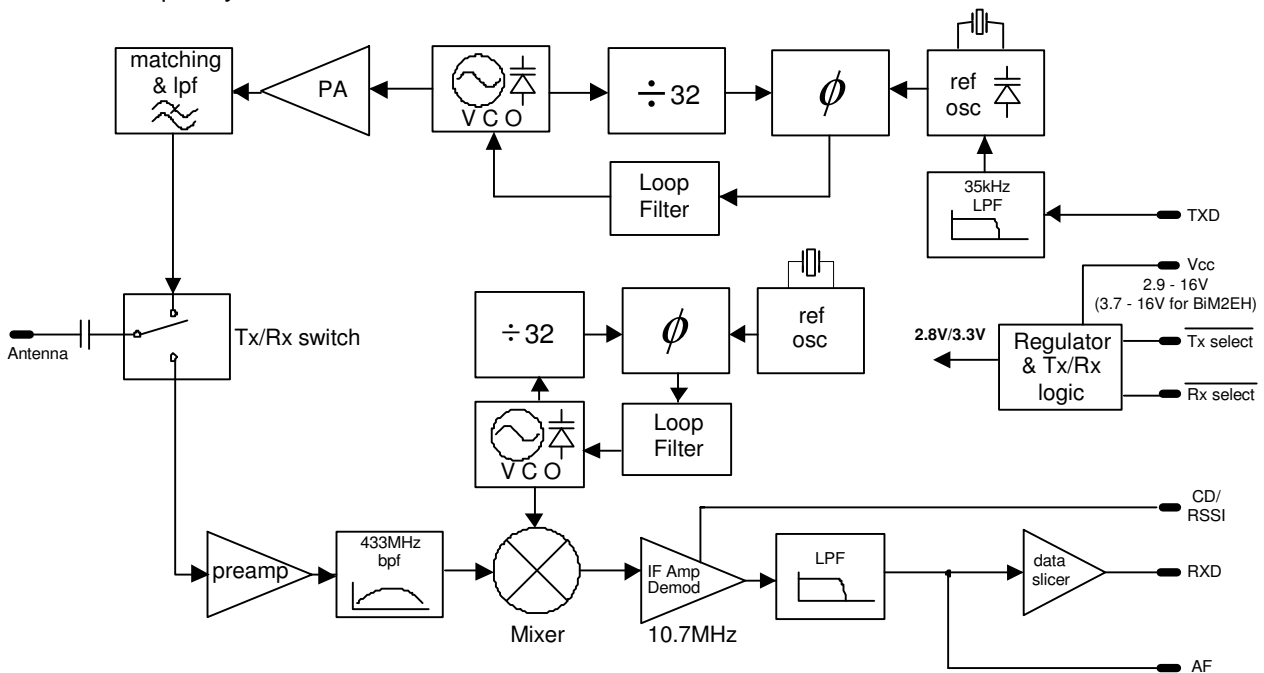 matching
& lpf
PA
V C O
÷ 32
ϕ
ref
osc
Loop
Filter
35kHz
LPF
TXD
Vcc
2.9 - 16V
(3.7 - 16V for BiM2EH)
Antenna
Tx/Rx switch
÷ 32
ϕ
ref
osc
2.8V/3.3V
Regulator
& Tx/Rx
logic
Tx select
Rx select
V C O
Loop
Filter
CD/
RSSI
preamp
433MHz
bpf
Mixer
IF Amp
Demod
10.7MHz
LPF
data
slicer
RXD
AF